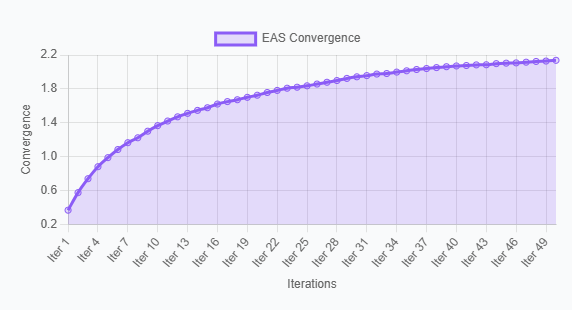 EAS Convergence
2.2
1.8
1.4
1.0
0.6
0.2
Convergence
Iter 1
Iter 4
Iter 7
Iter 10
Iter 13
Iter 16
Iter 19
Iter 22
Iter 25
Iter 28
Iter 31
Iter 34
Iter 37
Iter 40
Iter 43
Iter 46
Iter 49
Iterations